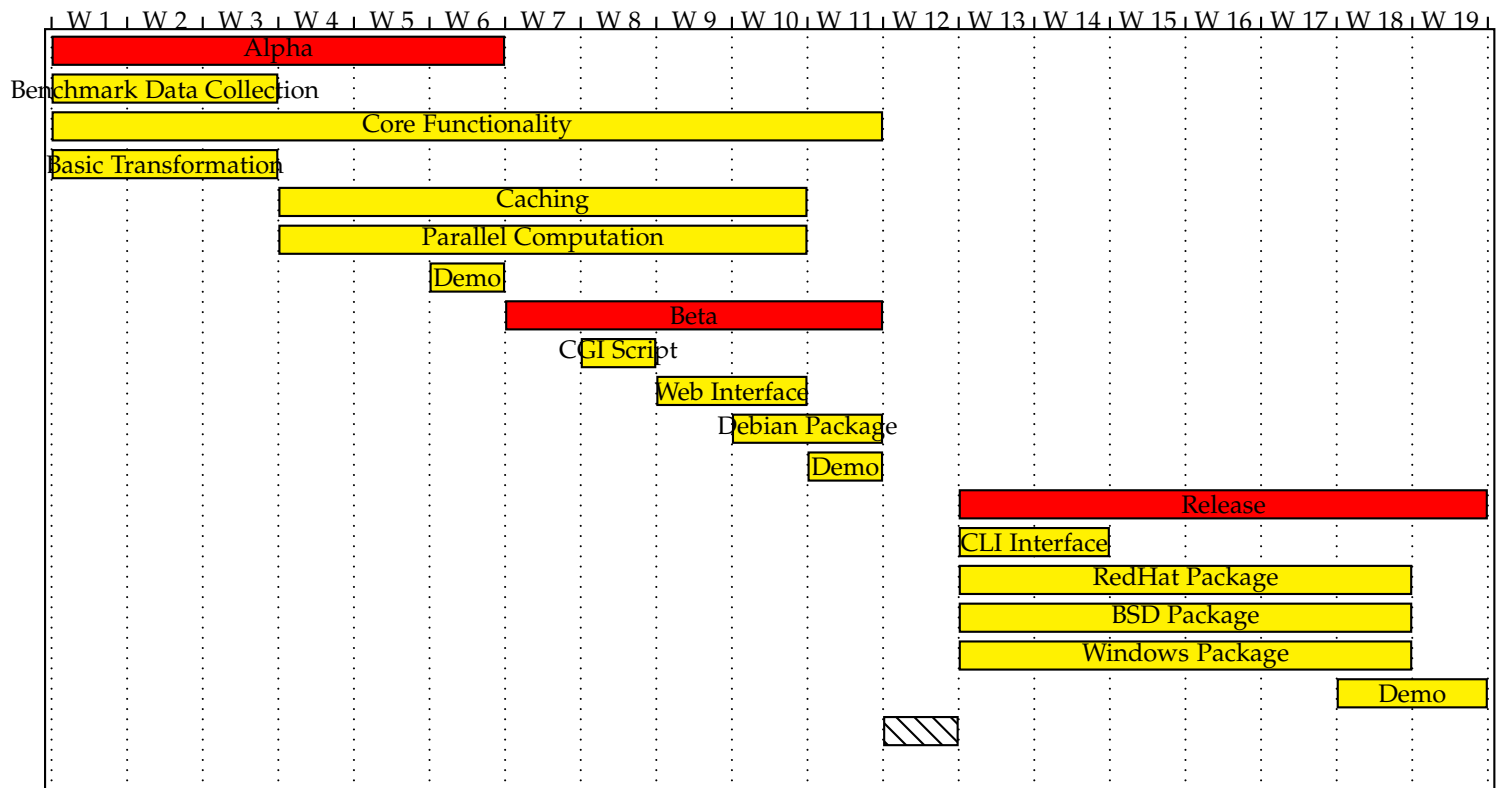 W 1 W 2 W 3 W 4 W 5 W 6 W 7 W 8 W 9 W 10 W 11 W 12 W 13 W 14 W 15 W 16 W 17 W 18 W 19
Alpha
Benchmark Data Collection
Core Functionality
Basic Transformation
Caching
Parallel Computation
Demo
Beta
CGI Script
Web Interface
Debian Package
Demo
Release
CLI Interface
RedHat Package
BSD Package
Windows Package
Demo